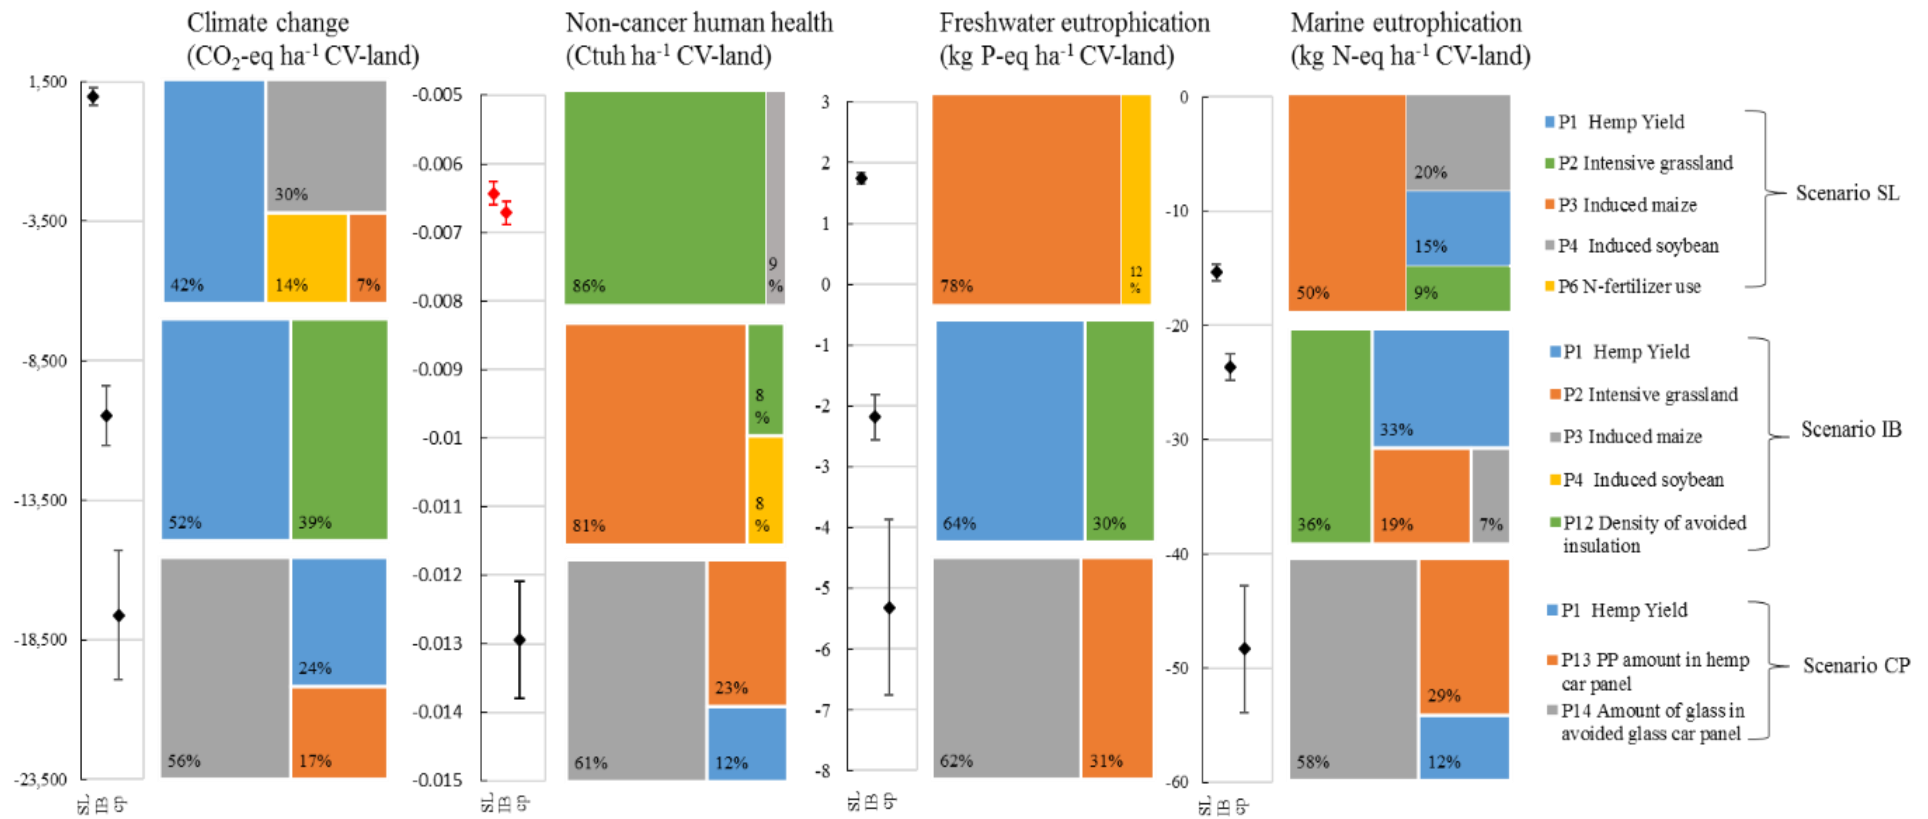 Climate change
(CO₂-eq ha⁻¹ CV-land)
1,500
-3,500
-8,500
-13,500
-18,500
-23,500
SL
IB
cp
42%
30%
14%
7%
52%
39%
56%
24%
17%
Non-cancer human health
(Ctuh ha⁻¹ CV-land)
-0.005
-0.006
-0.007
-0.008
-0.009
-0.01
-0.011
-0.012
-0.013
-0.014
-0.015
SL
IB
cp
86%
9
%
81%
8
%
8
%
61%
23%
12%
Freshwater eutrophication
(kg P-eq ha⁻¹ CV-land)
3
2
1
0
-1
-2
-3
-4
-5
-6
-7
-8
SL
IB
cp
78%
12
%
64%
30%
62%
31%
Marine eutrophication
(kg N-eq ha⁻¹ CV-land)
0
-10
-20
-30
-40
-50
-60
SL
IB
cp
50%
20%
15%
9%
36%
33%
19%
7%
58%
29%
12%
P1 Hemp Yield
P2 Intensive grassland
P3 Induced maize
P4 Induced soybean
P6 N-fertilizer use
Scenario SL
P1 Hemp Yield
P2 Intensive grassland
P3 Induced maize
P4 Induced soybean
P12 Density of avoided
insulation
Scenario IB
P1 Hemp Yield
P13 PP amount in hemp
car panel
P14 Amount of glass in
avoided glass car panel
Scenario CP